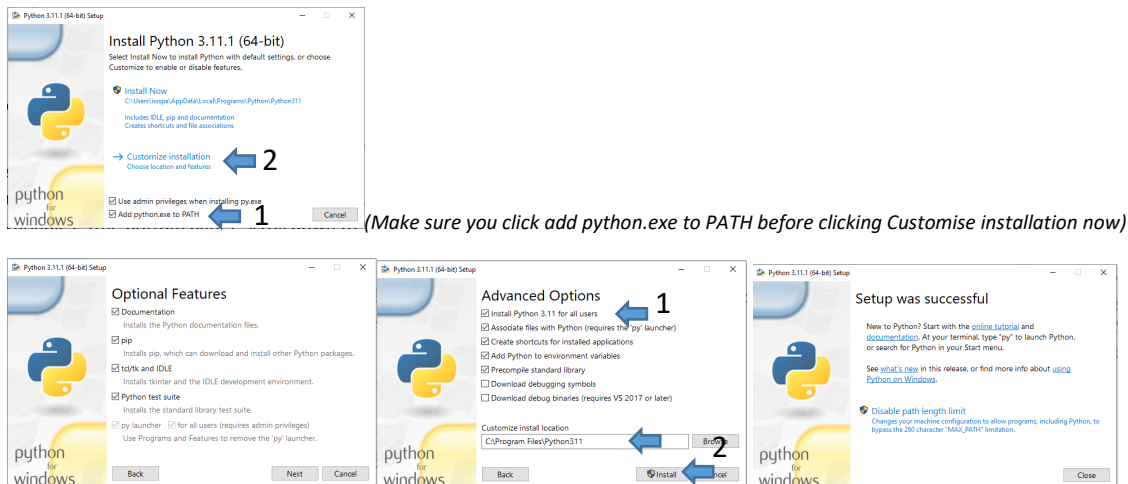 Python 3.11.1 (64-bit) Setup
Install Python 3.11.1 (64-bit)
Select Install Now to install Python with default settings, or choose
Customize to enable or disable features.
Install Now
C:\Users\isspa\AppData\Local\Programs\Python\Python311
Includes IDLE, pip and documentation
Creates shortcuts and file associations
Customize installation
2
Choose location and features
Use admin privileges when installing py.exe
Add python.exe to PATH
1
Cancel
python
for
windows
(Make sure you click add python.exe to PATH before clicking Customise installation now)
Python 3.11.1 (64-bit) Setup
Optional Features
Documentation
Installs the Python documentation files.
pip
Installs pip, which can download and install other Python packages.
tcl/tk and IDLE
Installs tkinter and the IDLE development environment.
Python test suite
Installs the standard library test suite.
py launcher for all users (requires admin privileges)
Use Programs and Features to remove the 'py' launcher.
Back Next Cancel
python
for
windows
Python 3.11.1 (64-bit) Setup
Advanced Options
1
Install Python 3.11 for all users
Associate files with Python (requires the 'py' launcher)
Create shortcuts for installed applications
Add Python to environment variables
Precompile standard library
Download debugging symbols
Download debug binaries (requires VS 2017 or later)
Customize install location
C:\Program Files\Python311
Browse
2
Back Install
python
for
windows
Python 3.11.1 (64-bit) Setup
Setup was successful
New to Python? Start with the online tutorial and
documentation. At your terminal, type "py" to launch Python,
or search for Python in your Start menu.
See what's new in this release, or find more info about using
Python on Windows.
Disable path length limit
Changes your machine configuration to allow programs, including Python, to
bypass the 260 character "MAX_PATH" limitation.
Close
python
for
windows